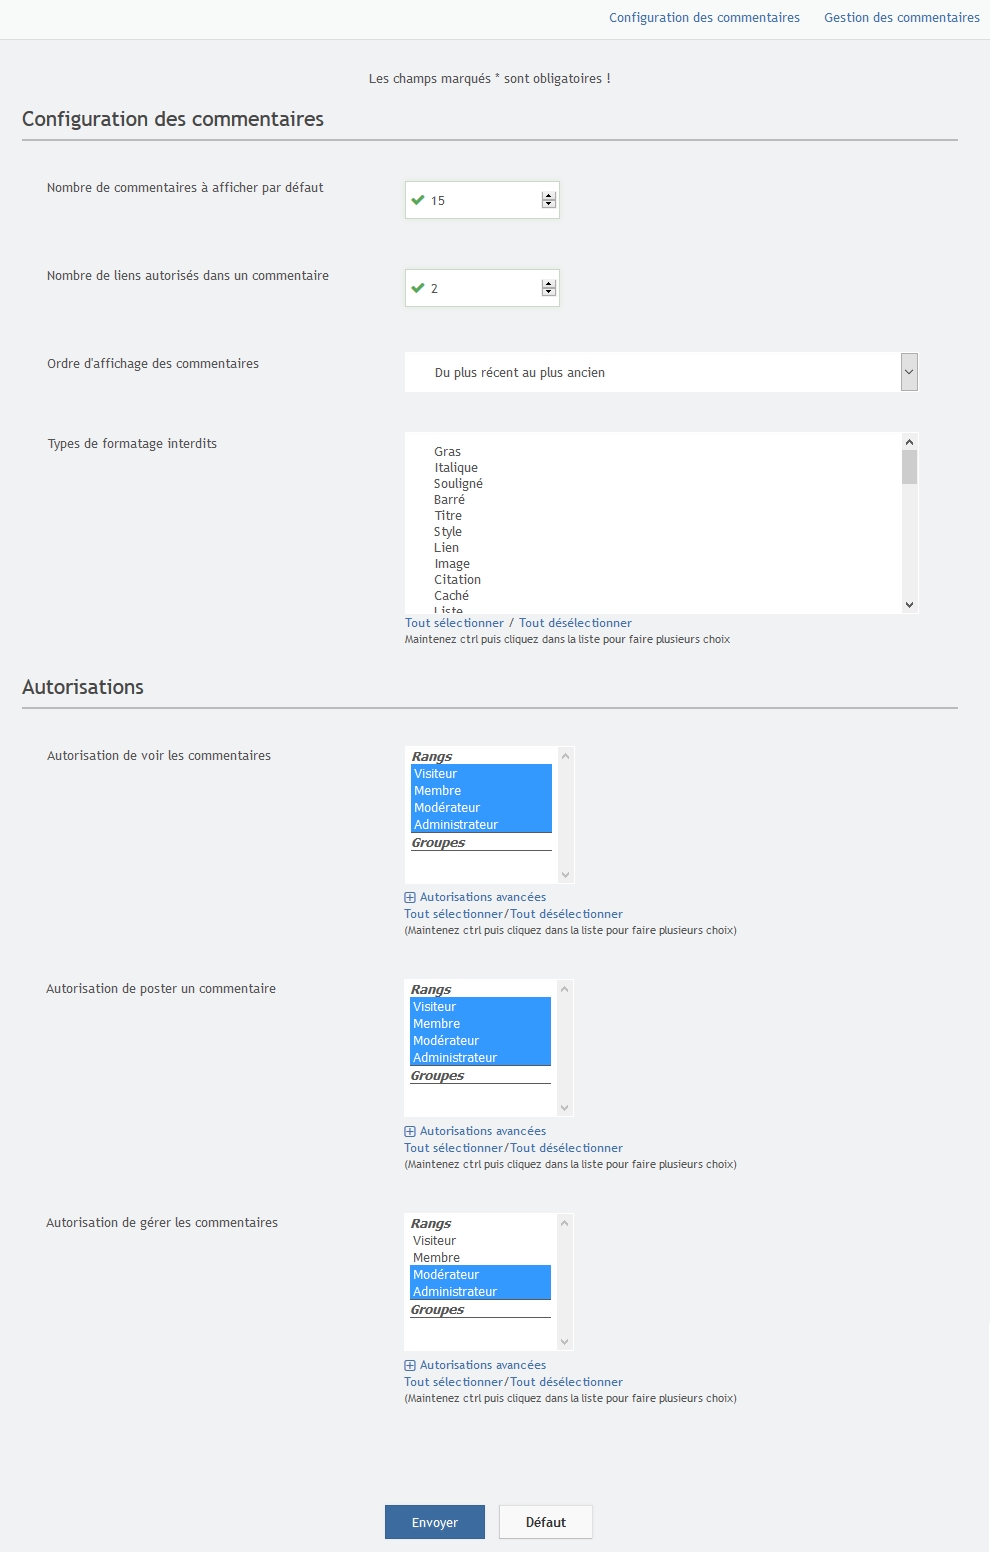 Configuration des commentaires Gestion des commentaires
Les champs marqués * sont obligatoires !
Configuration des commentaires
Nombre de commentaires à afficher par défaut
15
Nombre de liens autorisés dans un commentaire
2
Ordre d'affichage des commentaires
Du plus récent au plus ancien
Types de formatage interdits
Gras
Italique
Souligné
Barré
Titre
Style
Lien
Image
Citation
Caché
Liste
Tout sélectionner / Tout désélectionner
Maintenez ctrl puis cliquez dans la liste pour faire plusieurs choix
Autorisations
Autorisation de voir les commentaires
Rangs
Visiteur
Membre
Modérateur
Administrateur
Groupes
Autorisations avancées
Tout sélectionner/Tout désélectionner
(Maintenez ctrl puis cliquez dans la liste pour faire plusieurs choix)
Autorisation de poster un commentaire
Rangs
Visiteur
Membre
Modérateur
Administrateur
Groupes
Autorisations avancées
Tout sélectionner/Tout désélectionner
(Maintenez ctrl puis cliquez dans la liste pour faire plusieurs choix)
Autorisation de gérer les commentaires
Rangs
Visiteur
Membre
Modérateur
Administrateur
Groupes
Autorisations avancées
Tout sélectionner/Tout désélectionner
(Maintenez ctrl puis cliquez dans la liste pour faire plusieurs choix)
Envoyer Défaut